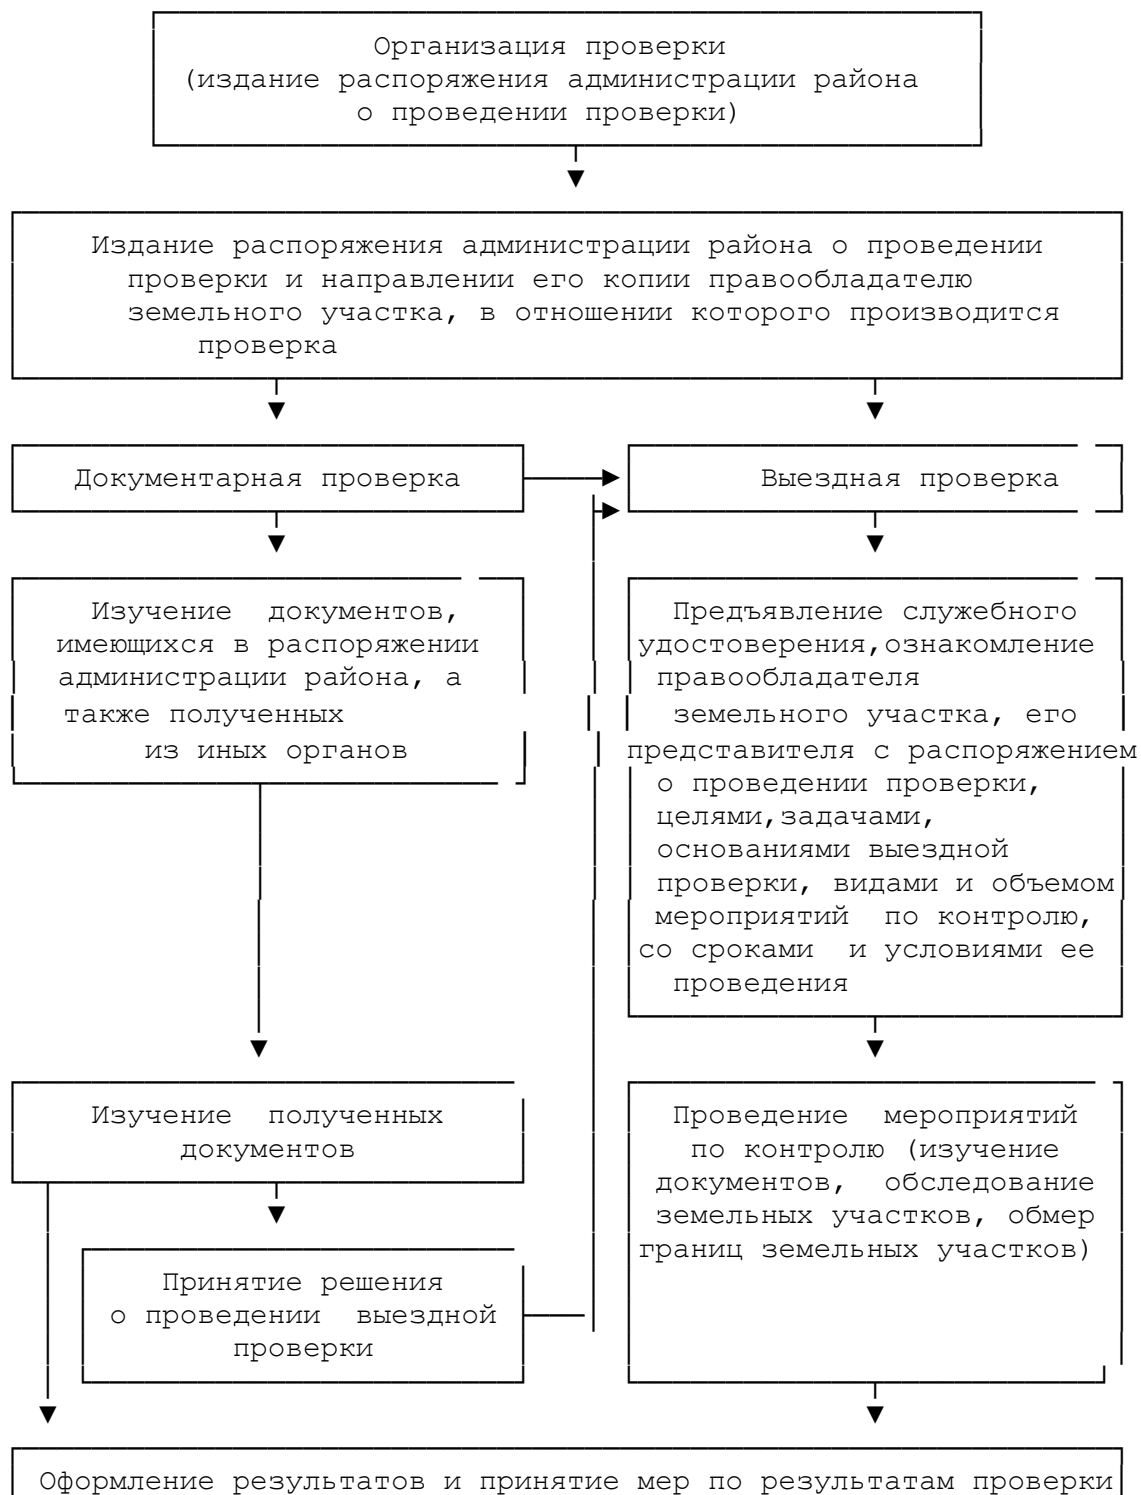 Организация проверки
(издание распоряжения администрации района
о проведении проверки)
Издание распоряжения администрации района о проведении
проверки и направлении его копии правообладателю
земельного участка, в отношении которого производится
проверка
Документарная проверка
Выездная проверка
Изучение документов,
имеющихся в распоряжении
администрации района, а
также полученных
из иных органов
Предъявление служебного
удостоверения,ознакомление
правообладателя
земельного участка, его
представителя с распоряжением
о проведении проверки,
целями,задачами,
основаниями выездной
проверки, видами и объемом
мероприятий по контролю,
со сроками и условиями ее
проведения
Изучение полученных
документов
Проведение мероприятий
по контролю (изучение
документов, обследование
земельных участков, обмер
границ земельных участков)
Принятие решения
о проведении выездной
проверки
Оформление результатов и принятие мер по результатам проверки